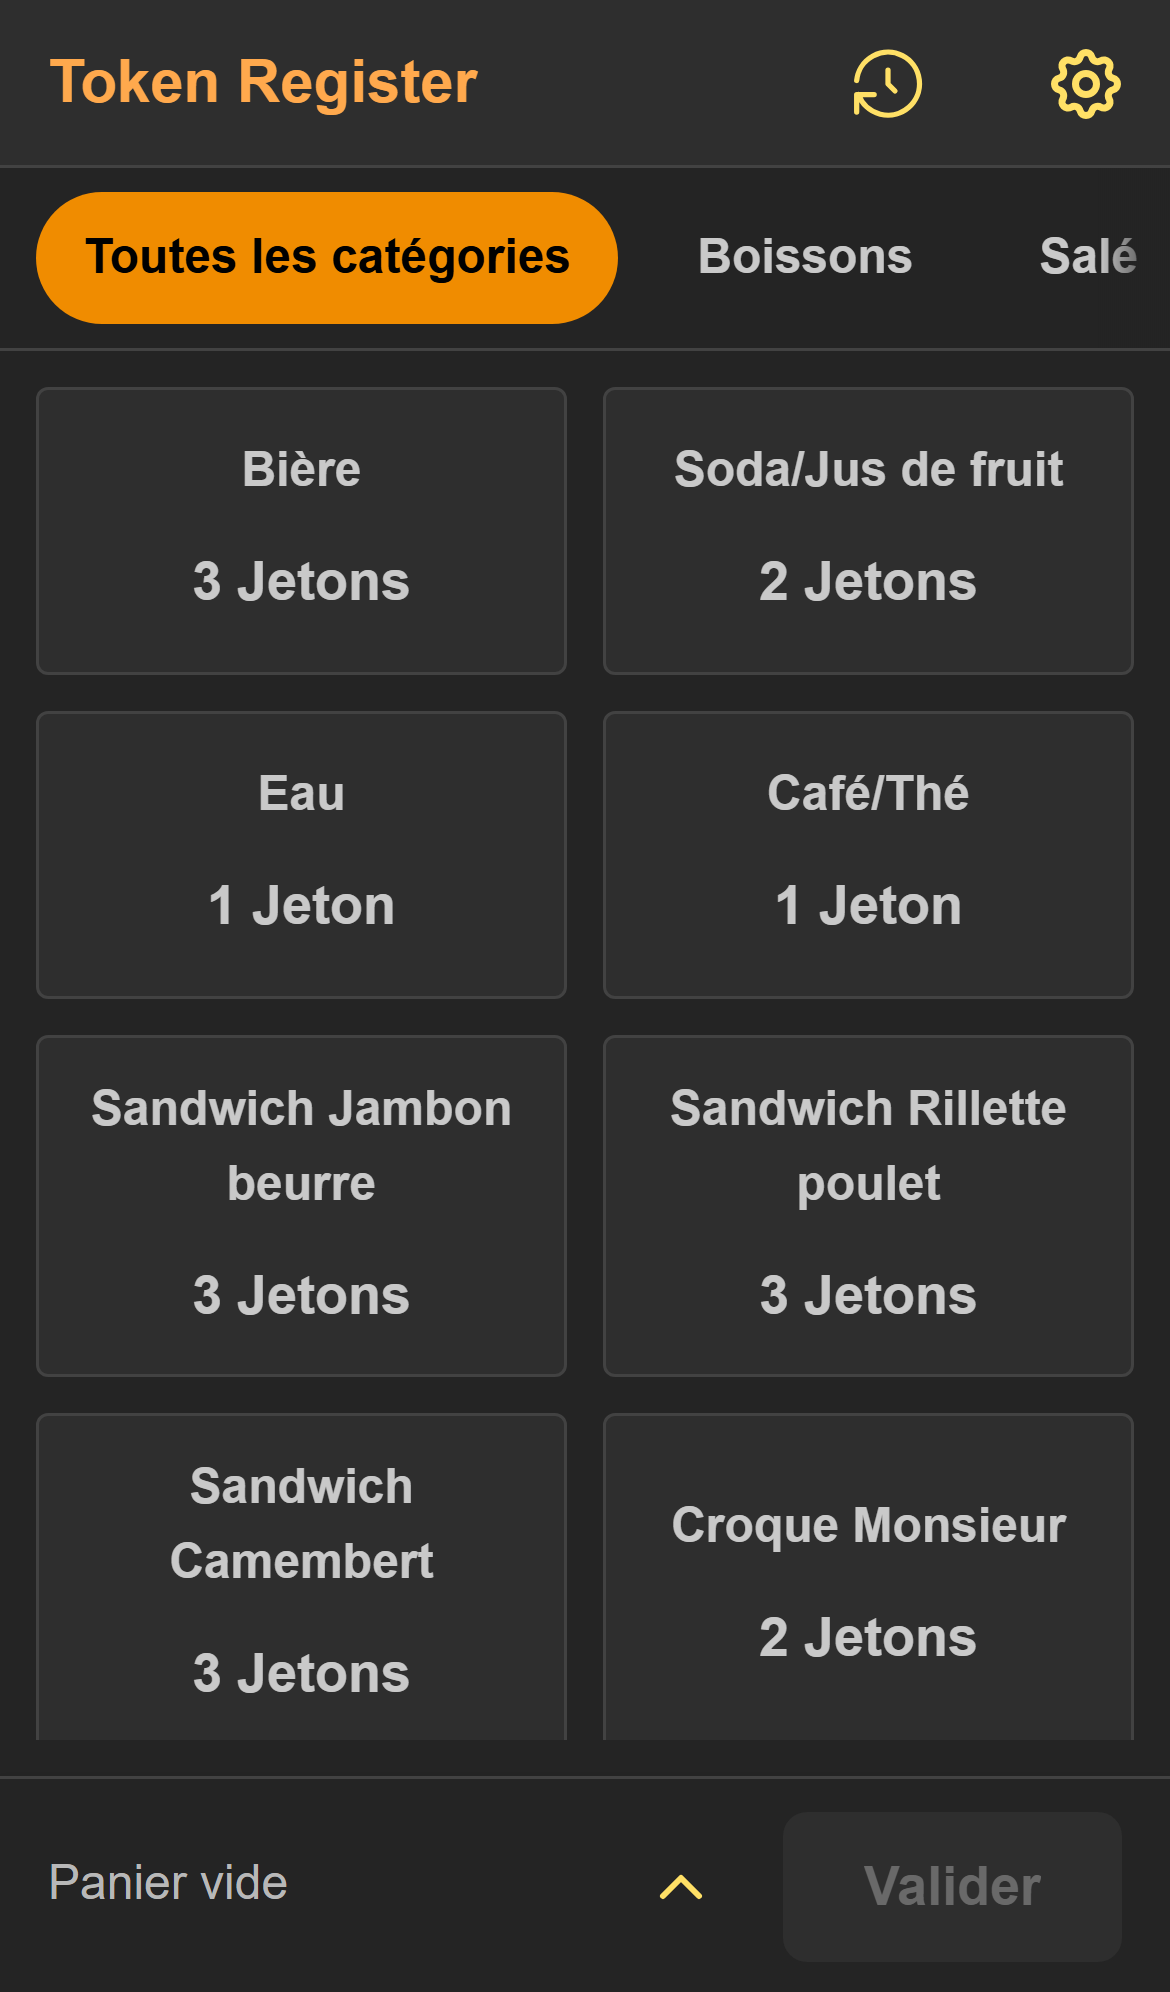 Token Register
Toutes les catégories
Boissons
Salé
Bière
3 Jetons
Soda/Jus de fruit
2 Jetons
Eau
1 Jeton
Café/Thé
1 Jeton
Sandwich Jambon
beurre
3 Jetons
Sandwich Rillette
poulet
3 Jetons
Sandwich
Camembert
3 Jetons
Croque Monsieur
2 Jetons
Panier vide
Valider